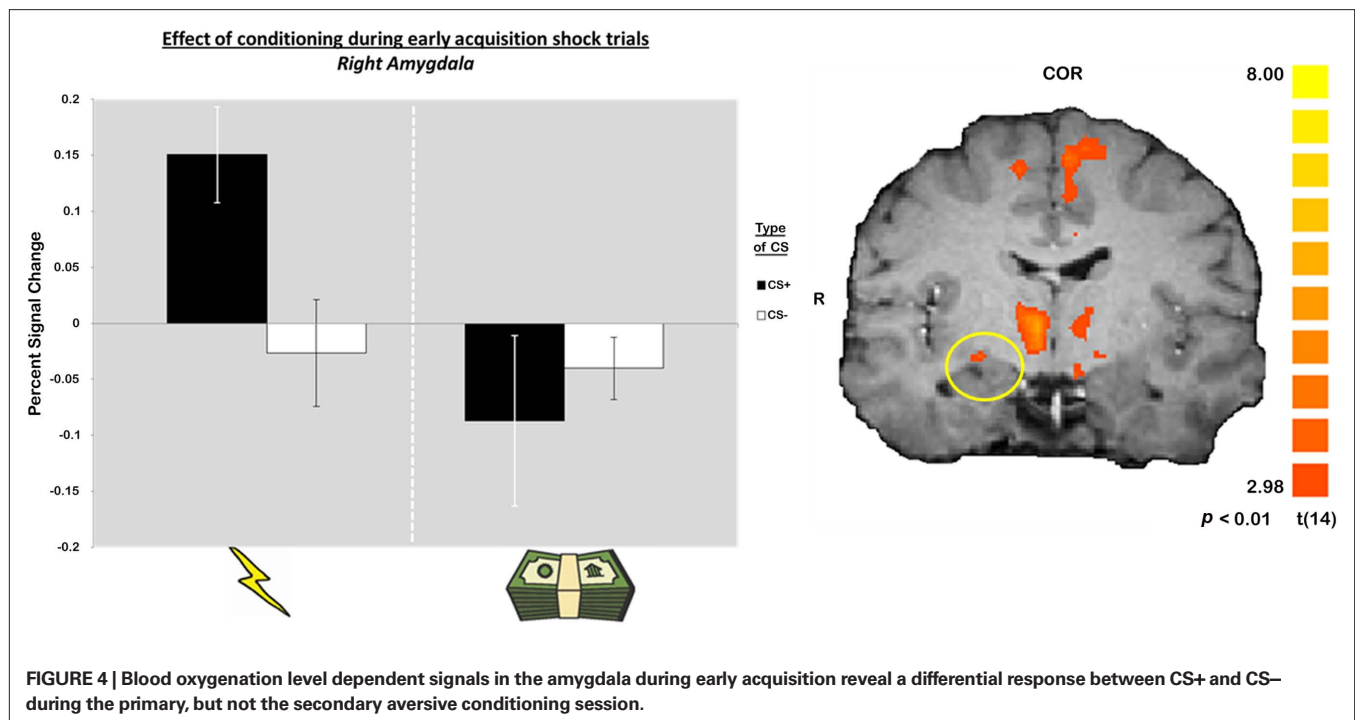 Effect of conditioning during early acquisition shock trials
Right Amygdala
Percent Signal Change
0.2
0.15
0.1
0.05
0
-0.05
-0.1
-0.15
-0.2
Type
of CS
CS+
CS-
COR
R
8.00
2.98
p < 0.01 t(14)
FIGURE 4 | Blood oxygenation level dependent signals in the amygdala during early acquisition reveal a differential response between CS+ and CS–
during the primary, but not the secondary aversive conditioning session.